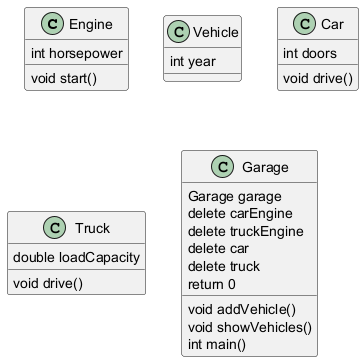 C Engine
int horsepower
void start()
C Vehicle
int year
C Car
int doors
void drive()
C Truck
double loadCapacity
void drive()
C Garage
Garage garage
delete carEngine
delete truckEngine
delete car
delete truck
return 0
void addVehicle()
void showVehicles()
int main()